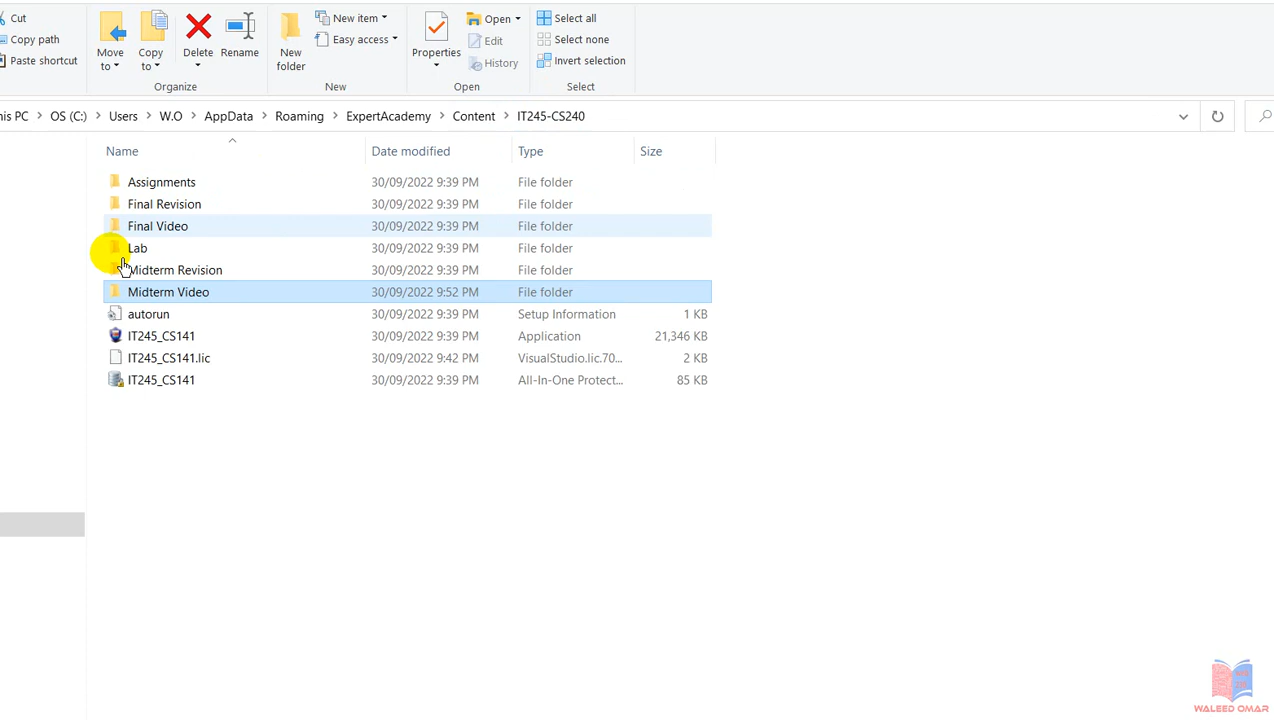 Cut
Copy path
Paste shortcut
Move to
Copy to
Delete
Rename
Organize
New folder
New item
Easy access
New
Properties
Open
Edit
History
Open
Select all
Select none
Invert selection
Select
his PC > OS (C:) > Users > W.O > AppData > Roaming > ExpertAcademy > Content > IT245-CS240
Name Date modified Type Size
Assignments 30/09/2022 9:39 PM File folder
Final Revision 30/09/2022 9:39 PM File folder
Final Video 30/09/2022 9:39 PM File folder
Lab 30/09/2022 9:39 PM File folder
Midterm Revision 30/09/2022 9:39 PM File folder
Midterm Video 30/09/2022 9:52 PM File folder
autorun 30/09/2022 9:39 PM Setup Information 1 KB
IT245_CS141 30/09/2022 9:39 PM Application 21,346 KB
IT245_CS141.lic 30/09/2022 9:42 PM VisualStudio.lic.70... 2 KB
IT245_CS141 30/09/2022 9:39 PM All-In-One Protect... 85 KB
WALEED OMAR